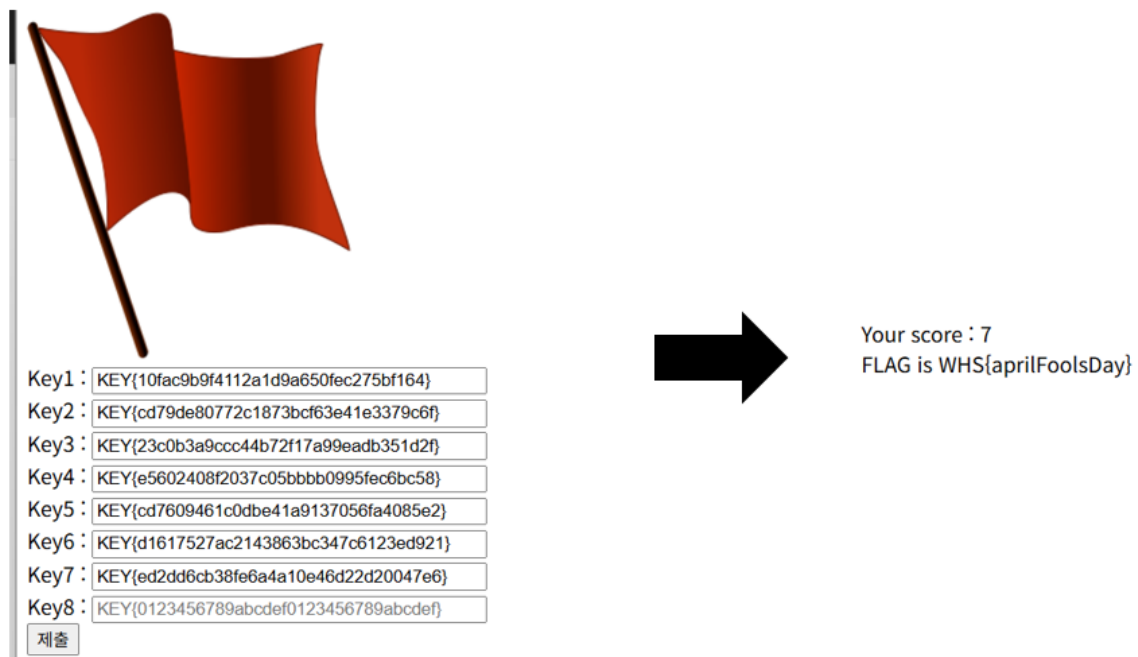 Key1 : KEY{10fac9b9f4112a1d9a650fec275bf164}
Key2 : KEY{cd79de80772c1873bcf63e41e3379c6f}
Key3 : KEY{23c0b3a9ccc44b72f17a99eadb351d2f}
Key4 : KEY{e5602408f2037c05bbbb0995fec6bc58}
Key5 : KEY{cd7609461c0dbe41a9137056fa4085e2}
Key6 : KEY{d1617527ac2143863bc347c6123ed921}
Key7 : KEY{ed2dd6cb38fe6a4a10e46d22d20047e6}
Key8 : KEY{0123456789abcdef0123456789abcdef}
제출
Your score : 7
FLAG is WHS{aprilFoolsDay}